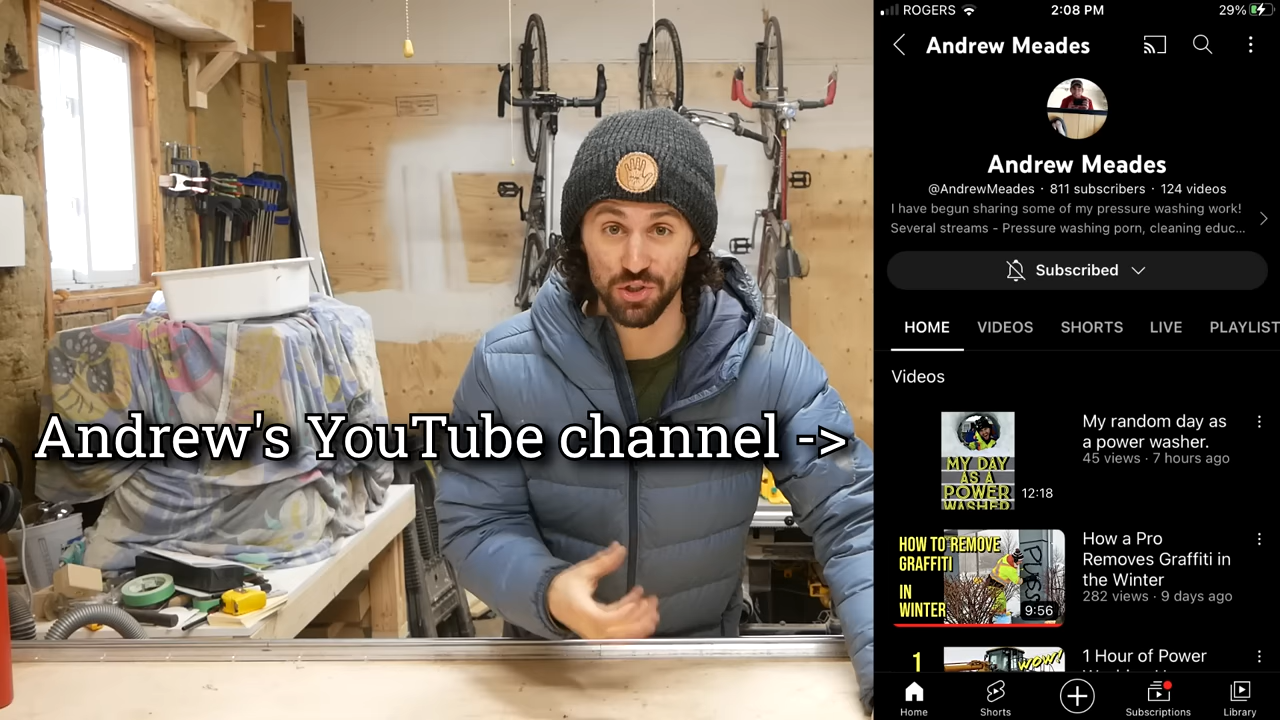 Andrew's YouTube channel ->
ROGERS
2:08 PM
29%
Andrew Meades
Andrew Meades
@AndrewMeades · 811 subscribers · 124 videos
I have begun sharing some of my pressure washing work!
Several streams - Pressure washing porn, cleaning educ...
Subscribed
HOME VIDEOS SHORTS LIVE PLAYLIST
Videos
MY DAY
AS A
POWER
WASHER
12:18
My random day as
a power washer.
45 views · 7 hours ago
HOW TO REMOVE
GRAFFITI
IN
WINTER
9:56
How a Pro
Removes Graffiti in
the Winter
282 views · 9 days ago
1
WOW!
1 Hour of Power
Home Shorts Subscriptions Library